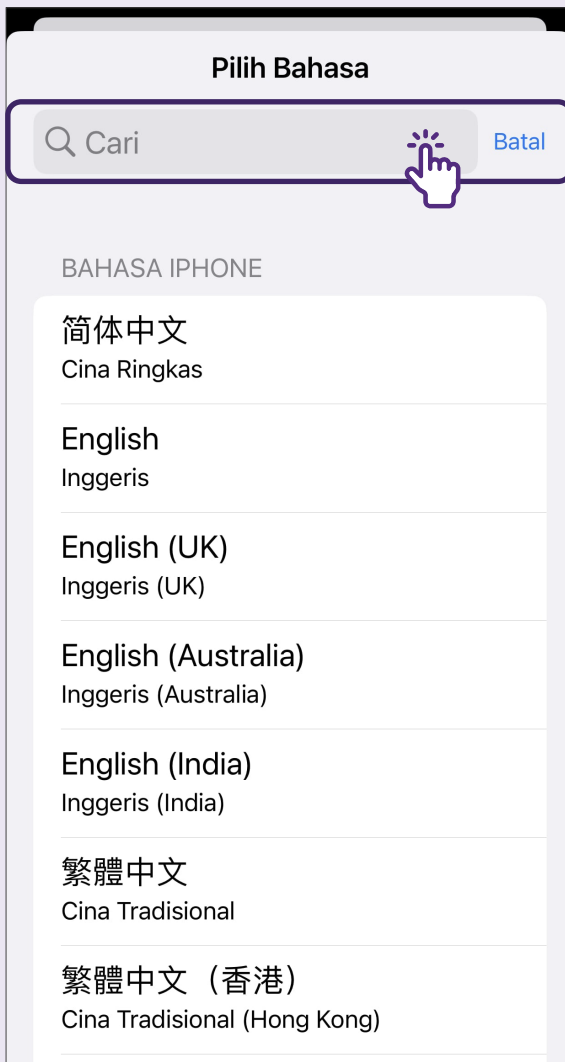 Pilih Bahasa
Cari
Batal
BAHASA IPHONE
简体中文
Cina Ringkas
English
Inggeris
English (UK)
Inggeris (UK)
English (Australia)
Inggeris (Australia)
English (India)
Inggeris (India)
繁體中文
Cina Tradisional
繁體中文（香港）
Cina Tradisional (Hong Kong)